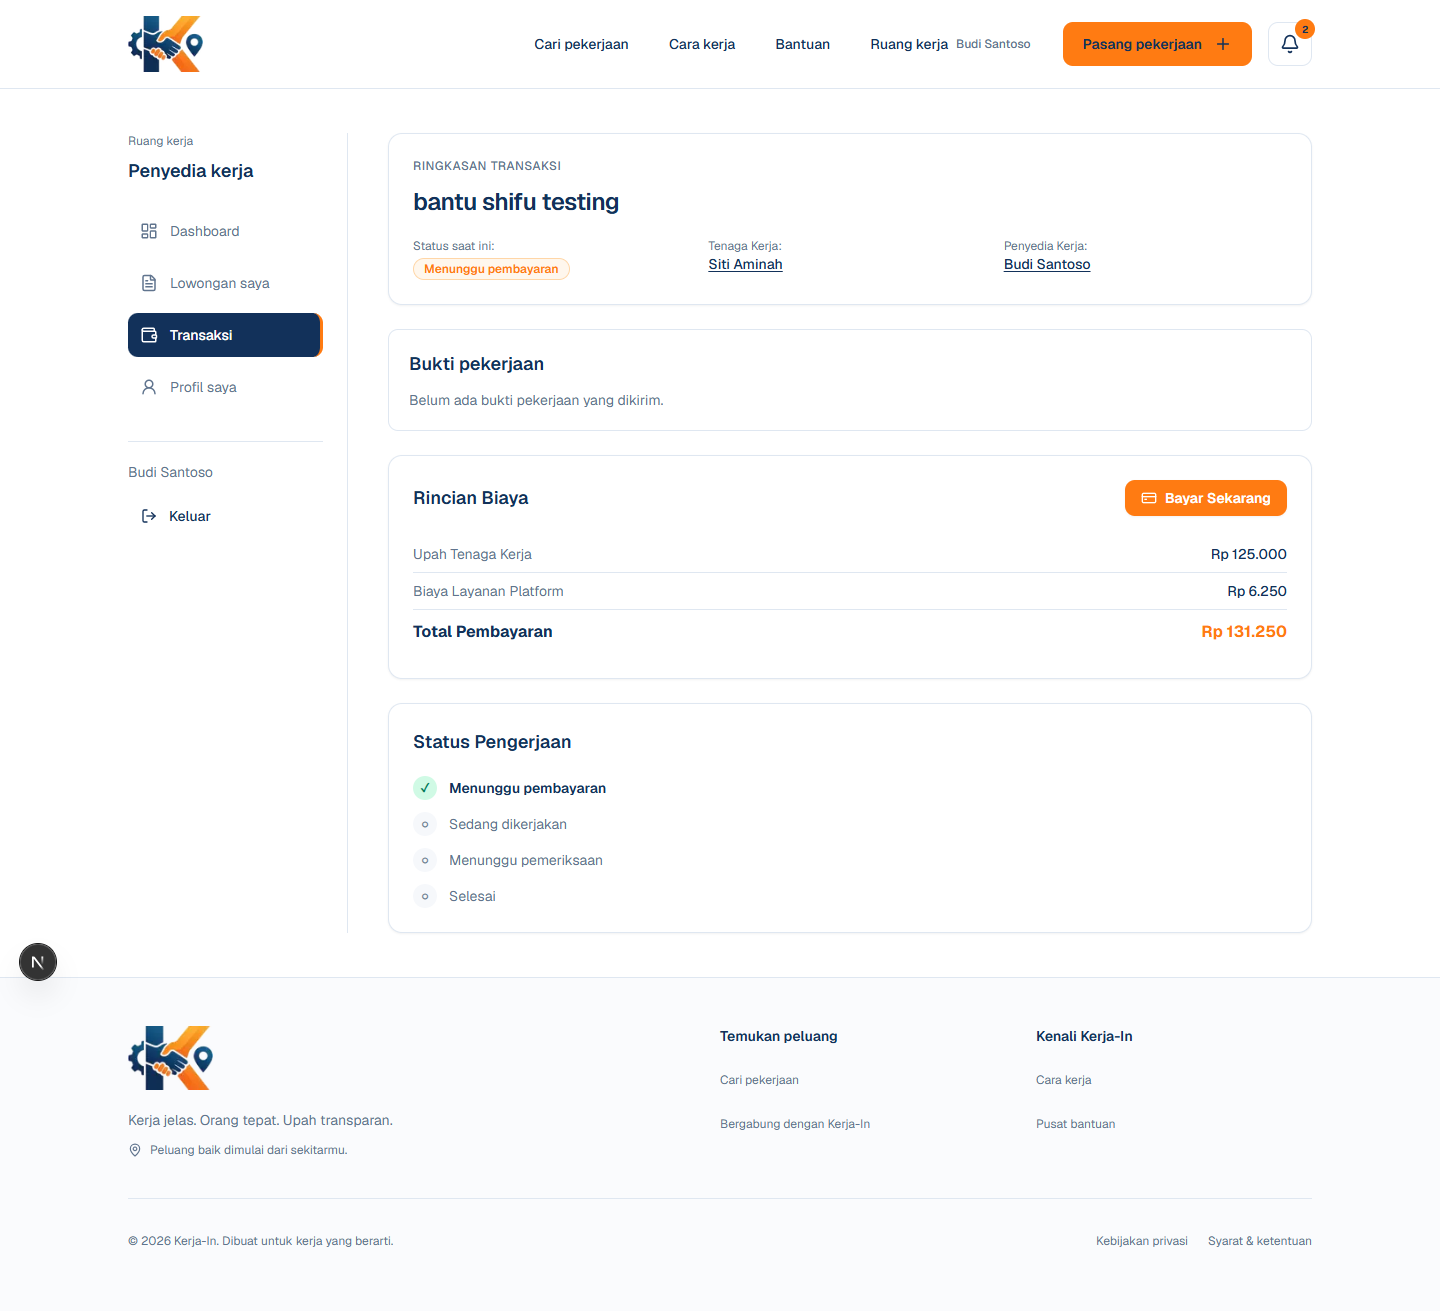 Cari pekerjaan
Cara kerja
Bantuan
Ruang kerja Budi Santoso
Pasang pekerjaan
2
Ruang kerja
Penyedia kerja
Dashboard
Lowongan saya
Transaksi
Profil saya
Budi Santoso
Keluar
RINGKASAN TRANSAKSI
bantu shifu testing
Status saat ini:
Menunggu pembayaran
Tenaga Kerja:
Siti Aminah
Penyedia Kerja:
Budi Santoso
Bukti pekerjaan
Belum ada bukti pekerjaan yang dikirim.
Rincian Biaya
Bayar Sekarang
Upah Tenaga Kerja Rp 125.000
Biaya Layanan Platform Rp 6.250
Total Pembayaran Rp 131.250
Status Pengerjaan
Menunggu pembayaran
Sedang dikerjakan
Menunggu pemeriksaan
Selesai
N
Kerja jelas. Orang tepat. Upah transparan.
Peluang baik dimulai dari sekitarmu.
Temukan peluang
Cari pekerjaan
Bergabung dengan Kerja-In
Kenali Kerja-In
Cara kerja
Pusat bantuan
© 2026 Kerja-In. Dibuat untuk kerja yang berarti.
Kebijakan privasi
Syarat & ketentuan